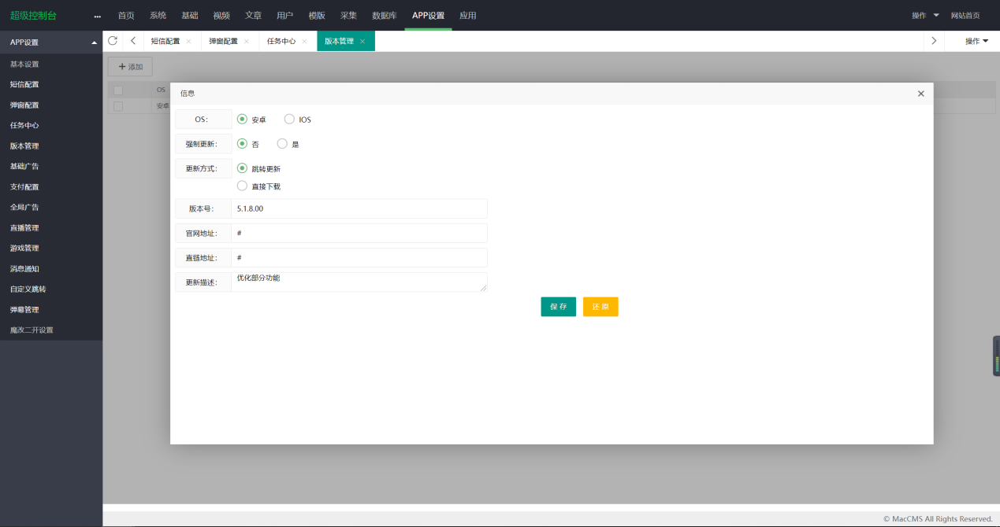 超级控制台 ... 首页 系统 基础 视频 文章 用户 模版 采集 数据库 APP设置 应用 操作 网站首页
APP设置 短信配置 弹窗配置 任务中心 版本管理 操作
基本设置
短信配置
弹窗配置
任务中心
版本管理
基础广告
支付配置
全局广告
直播管理
游戏管理
消息通知
自定义跳转
弹幕管理
魔改二开设置
添加
OS
安卓
信息
OS: 安卓 IOS
强制更新: 否 是
更新方式: 跳转更新
直接下载
版本号: 5.1.8.00
官网地址: #
直链地址: #
更新描述: 优化部分功能
保存 还原
© MacCMS All Rights Reserved.